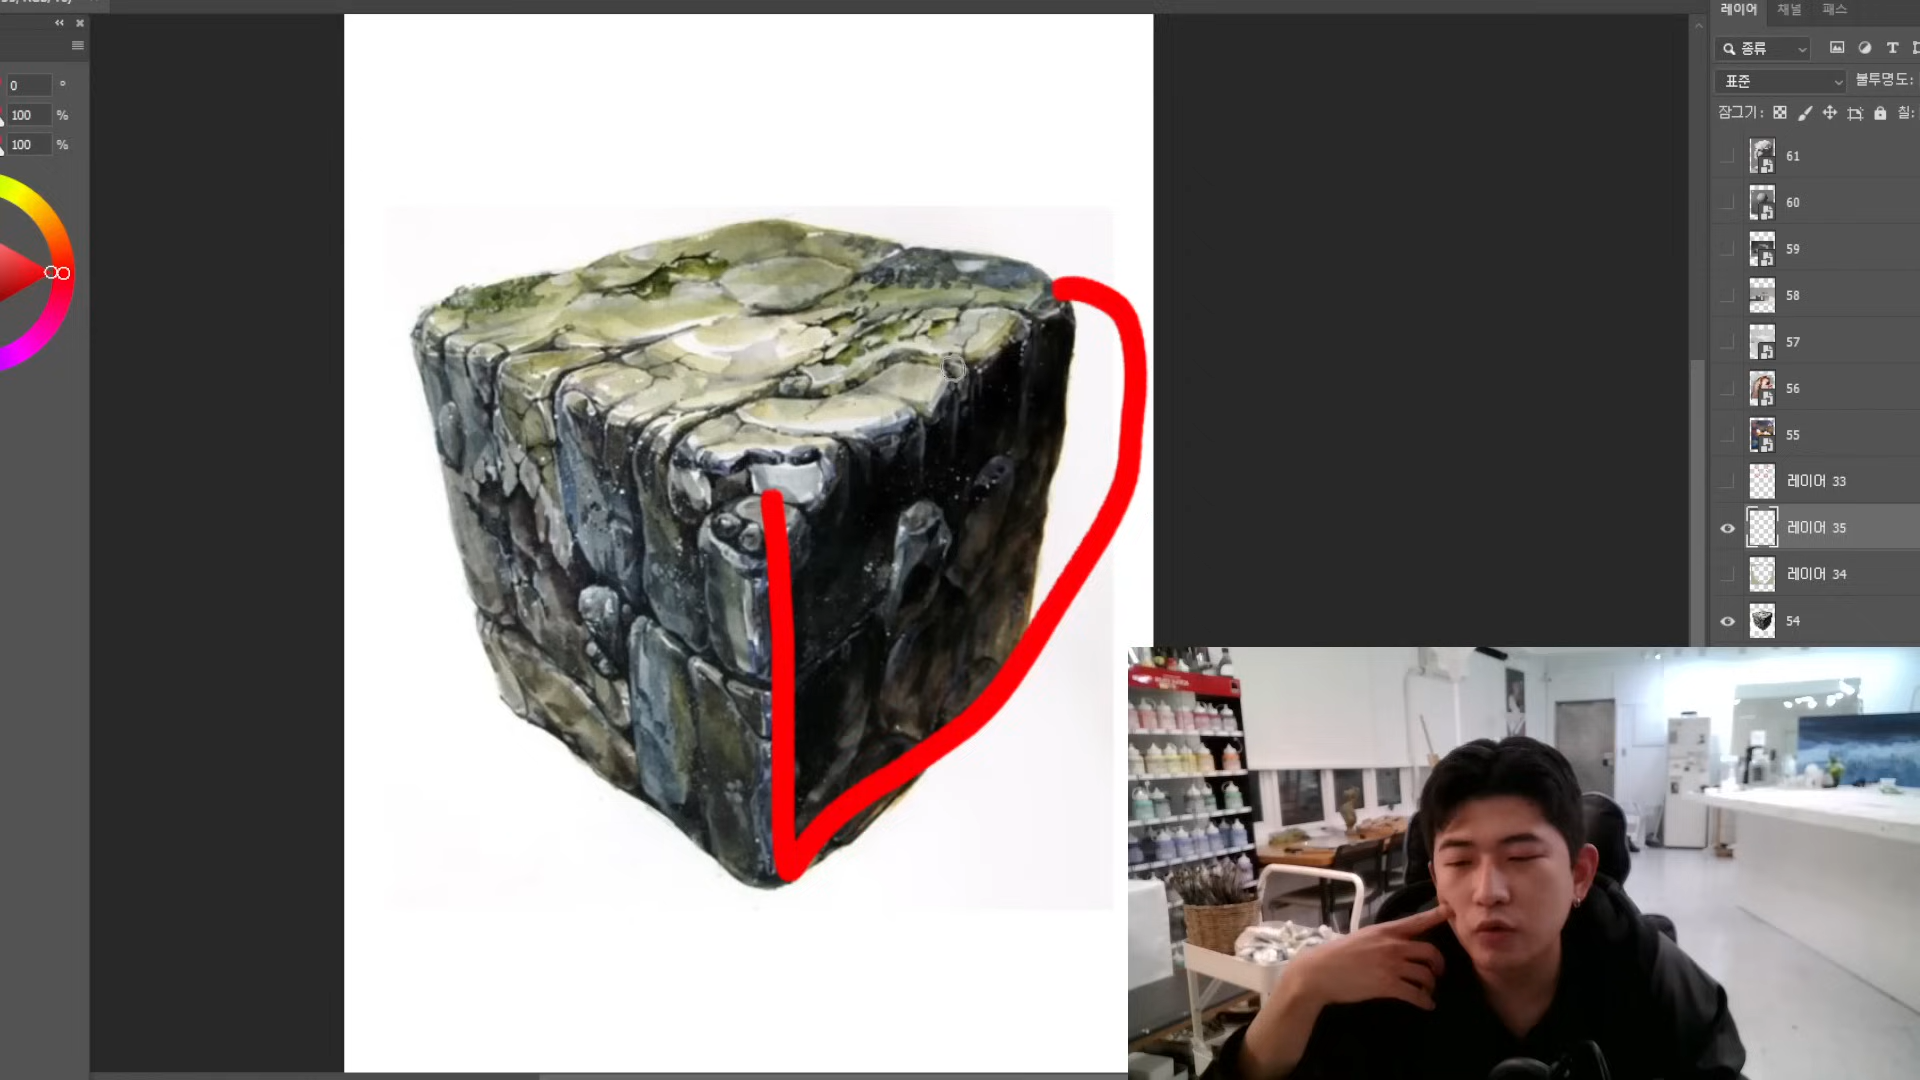 레이어 채널 패스
종류
표준 불투명도:
잠그기: 칠:
0 °
100 %
100 %
61
60
59
58
57
56
55
레이어 33
레이어 35
레이어 34
54